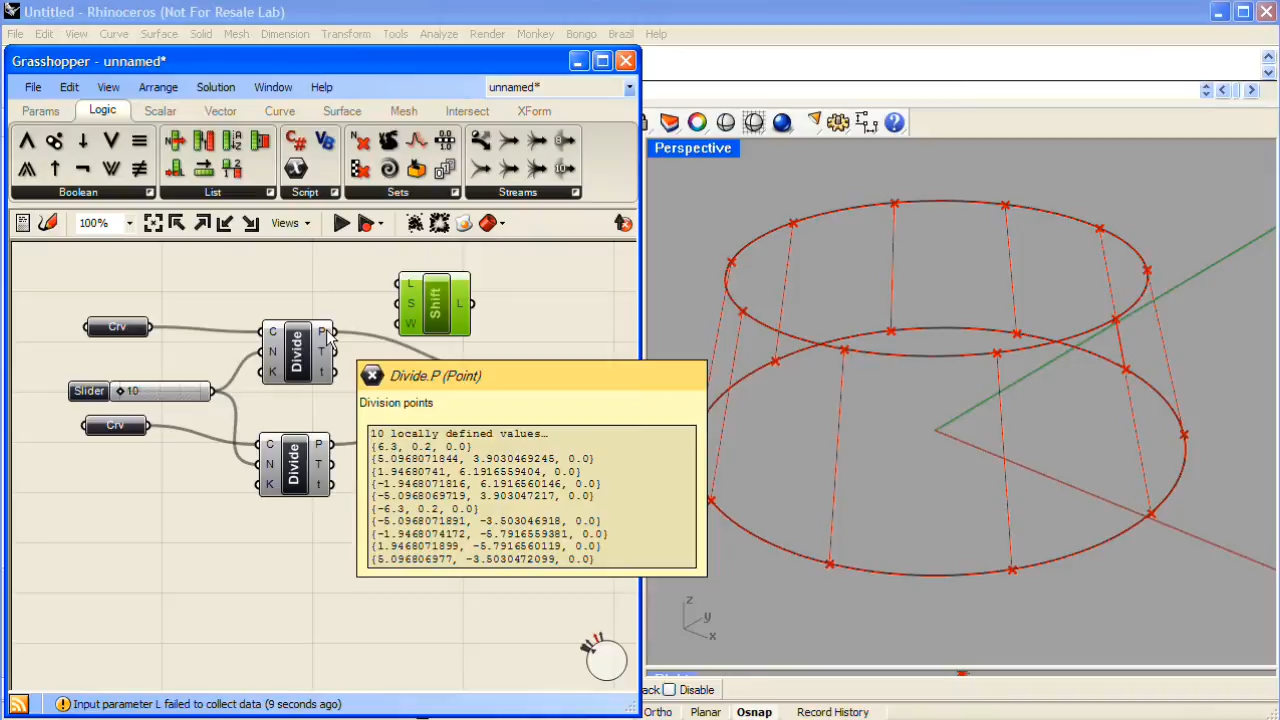 Untitled - Rhinoceros (Not For Resale Lab)
File Edit View Curve Surface Solid Mesh Dimension Transform Tools Analyze Render Monkey Bongo Brazil Help
Grasshopper - unnamed*
File Edit View Arrange Solution Window Help
unnamed*
Params Logic Scalar Vector Curve Surface Mesh Intersect XForm
Boolean List Script Sets Streams
100%
Views
Perspective
L
S
W
Shift
L
Crv
C
N
K
Divide
P
T
t
Slider
10
Crv
C
N
K
Divide
P
T
t
Divide.P (Point)
Division points
10 locally defined values…
{6.3, 0.2, 0.0}
{5.0968071844, 3.9030469245, 0.0}
{1.94680741, 6.1916559404, 0.0}
{-1.9468071816, 6.1916560146, 0.0}
{-5.0968069719, 3.903047217, 0.0}
{-6.3, 0.2, 0.0}
{-5.0968071891, -3.503046918, 0.0}
{-1.9468074172, -5.7916559381, 0.0}
{1.9468071899, -5.7916560119, 0.0}
{5.096806977, -3.5030472099, 0.0}
z
y
x
Disable
Input parameter L failed to collect data (9 seconds ago)
Ortho Planar Osnap Record History